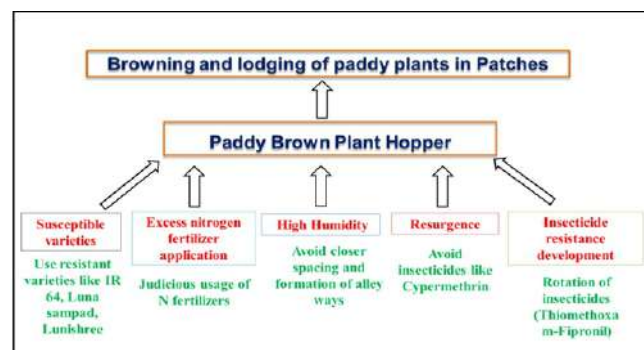 Browning and lodging of paddy plants in Patches
Paddy Brown Plant Hopper
Susceptible
varieties
Use resistant
varieties like IR
64, Luna
sampad,
Lunishree
Excess nitrogen
fertilizer
application
Judicious usage of
N fertilizers
High Humidity
Avoid closer
spacing and
formation of alley
ways
Resurgence
Avoid
insecticides like
Cypermethrin
Insecticide
resistance
development
Rotation of
insecticides
(Thiomethoxa
m-Fipronil)